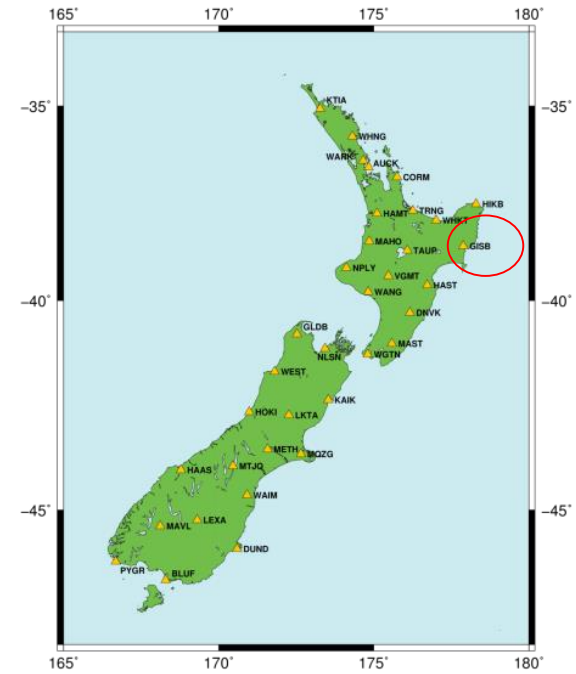 165˚ 170˚ 175˚ 180˚
−35˚ −35˚
KTIA
WHNG
WARK
AUCK
CORM
HIKB
HAMT
TRNG
WHKT
MAHO
TAUP
GISB
NPLY
VGMT
HAST
WANG
−40˚ −40˚
DNVK
GLDB
MAST
NLSN
WGTN
WEST
KAIK
HOKI
LKTA
METH
MQZG
HAAS
MTJO
WAIM
−45˚ −45˚
MAVL
LEXA
DUND
PYGR
BLUF
165˚ 170˚ 175˚ 180˚